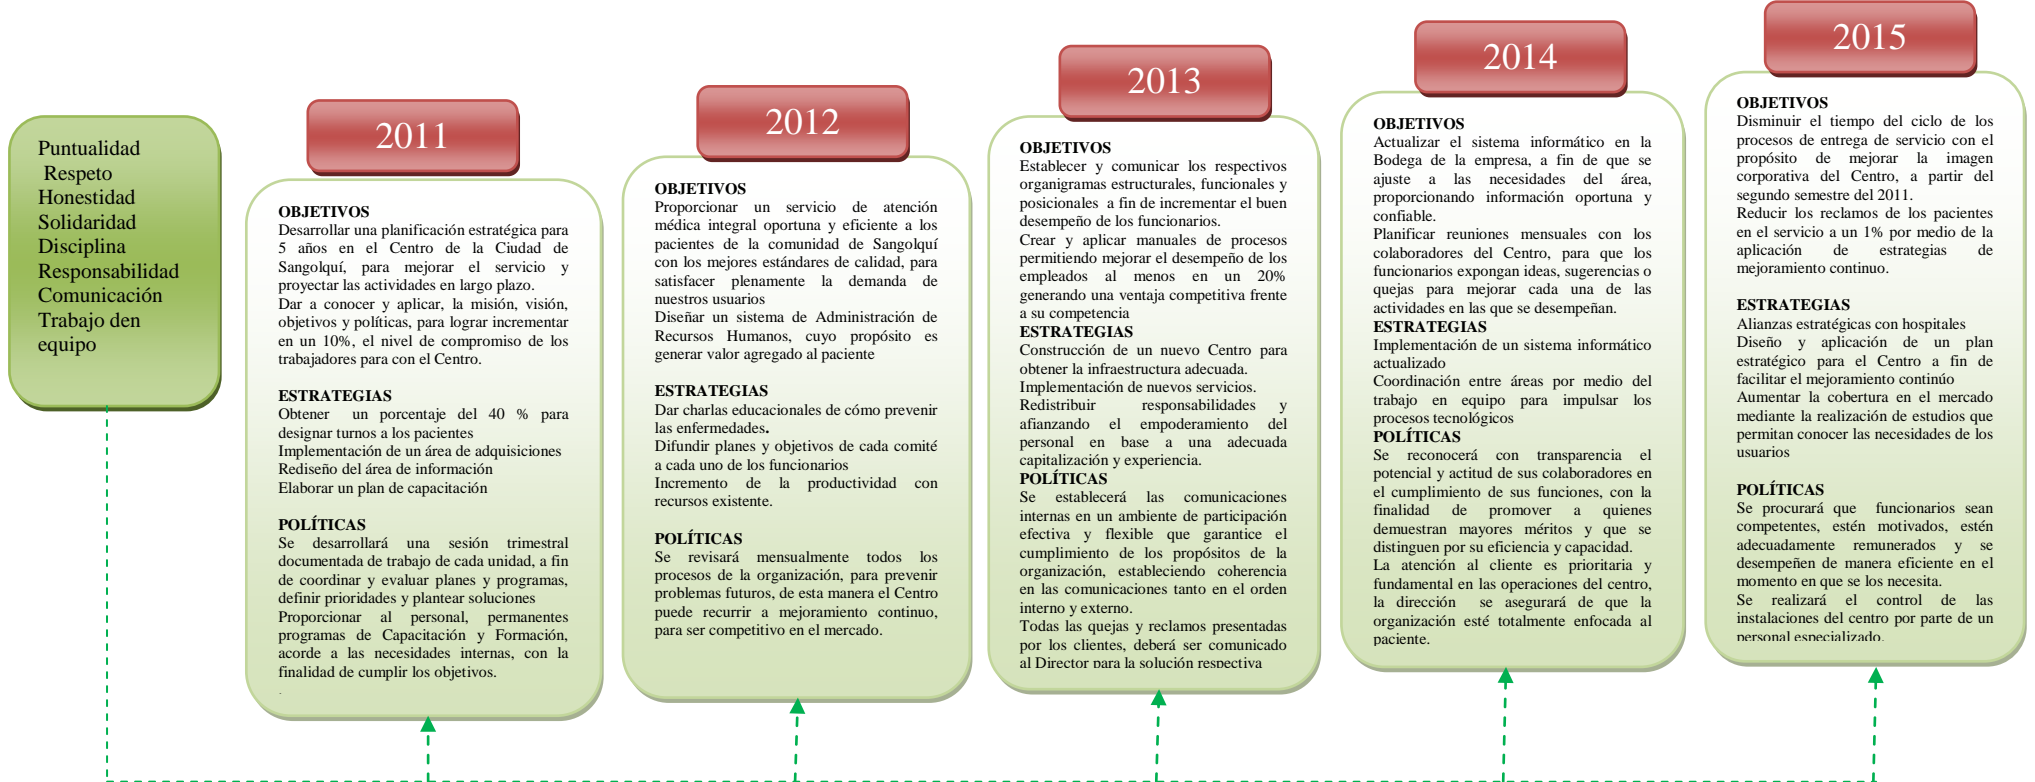 Puntualidad
Respeto
Honestidad
Solidaridad
Disciplina
Responsabilidad
Comunicación
Trabajo den
equipo
2011
OBJETIVOS
Desarrollar una planificación estratégica para
5 años en el Centro de la Ciudad de
Sangolquí, para mejorar el servicio y
proyectar las actividades en largo plazo.
Dar a conocer y aplicar, la misión, visión,
objetivos y políticas, para lograr incrementar
en un 10%, el nivel de compromiso de los
trabajadores para con el Centro.
ESTRATEGIAS
Obtener un porcentaje del 40 % para
designar turnos a los pacientes
Implementación de un área de adquisiciones
Rediseño del área de información
Elaborar un plan de capacitación
POLÍTICAS
Se desarrollará una sesión trimestral
documentada de trabajo de cada unidad, a fin
de coordinar y evaluar planes y programas,
definir prioridades y plantear soluciones
Proporcionar al personal, permanentes
programas de Capacitación y Formación,
acorde a las necesidades internas, con la
finalidad de cumplir los objetivos.
.
2012
OBJETIVOS
Proporcionar un servicio de atención
médica integral oportuna y eficiente a los
pacientes de la comunidad de Sangolquí
con los mejores estándares de calidad, para
satisfacer plenamente la demanda de
nuestros usuarios
Diseñar un sistema de Administración de
Recursos Humanos, cuyo propósito es
generar valor agregado al paciente
ESTRATEGIAS
Dar charlas educacionales de cómo prevenir
las enfermedades.
Difundir planes y objetivos de cada comité
a cada uno de los funcionarios
Incremento de la productividad con
recursos existente.
POLÍTICAS
Se revisará mensualmente todos los
procesos de la organización, para prevenir
problemas futuros, de esta manera el Centro
puede recurrir a mejoramiento continuo,
para ser competitivo en el mercado.
2013
OBJETIVOS
Establecer y comunicar los respectivos
organigramas estructurales, funcionales y
posicionales a fin de incrementar el buen
desempeño de los funcionarios.
Crear y aplicar manuales de procesos
permitiendo mejorar el desempeño de los
empleados al menos en un 20%
generando una ventaja competitiva frente
a su competencia
ESTRATEGIAS
Construcción de un nuevo Centro para
obtener la infraestructura adecuada.
Implementación de nuevos servicios.
Redistribuir responsabilidades y
afianzando el empoderamiento del
personal en base a una adecuada
capitalización y experiencia.
POLÍTICAS
Se establecerá las comunicaciones
internas en un ambiente de participación
efectiva y flexible que garantice el
cumplimiento de los propósitos de la
organización, estableciendo coherencia
en las comunicaciones tanto en el orden
interno y externo.
Todas las quejas y reclamos presentadas
por los clientes, deberá ser comunicado
al Director para la solución respectiva
2014
OBJETIVOS
Actualizar el sistema informático en la
Bodega de la empresa, a fin de que se
ajuste a las necesidades del área,
proporcionando información oportuna y
confiable.
Planificar reuniones mensuales con los
colaboradores del Centro, para que los
funcionarios expongan ideas, sugerencias o
quejas para mejorar cada una de las
actividades en las que se desempeñan.
ESTRATEGIAS
Implementación de un sistema informático
actualizado
Coordinación entre áreas por medio del
trabajo en equipo para impulsar los
procesos tecnológicos
POLÍTICAS
Se reconocerá con transparencia el
potencial y actitud de sus colaboradores en
el cumplimiento de sus funciones, con la
finalidad de promover a quienes
demuestran mayores méritos y que se
distinguen por su eficiencia y capacidad.
La atención al cliente es prioritaria y
fundamental en las operaciones del centro,
la dirección se asegurará de que la
organización esté totalmente enfocada al
paciente.
2015
OBJETIVOS
Disminuir el tiempo del ciclo de los
procesos de entrega de servicio con el
propósito de mejorar la imagen
corporativa del Centro, a partir del
segundo semestre del 2011.
Reducir los reclamos de los pacientes
en el servicio a un 1% por medio de la
aplicación de estrategias de
mejoramiento continuo.
ESTRATEGIAS
Alianzas estratégicas con hospitales
Diseño y aplicación de un plan
estratégico para el Centro a fin de
facilitar el mejoramiento continúo
Aumentar la cobertura en el mercado
mediante la realización de estudios que
permitan conocer las necesidades de los
usuarios
POLÍTICAS
Se procurará que funcionarios sean
competentes, estén motivados, estén
adecuadamente remunerados y se
desempeñen de manera eficiente en el
momento en que se los necesita.
Se realizará el control de las
instalaciones del centro por parte de un
personal especializado.